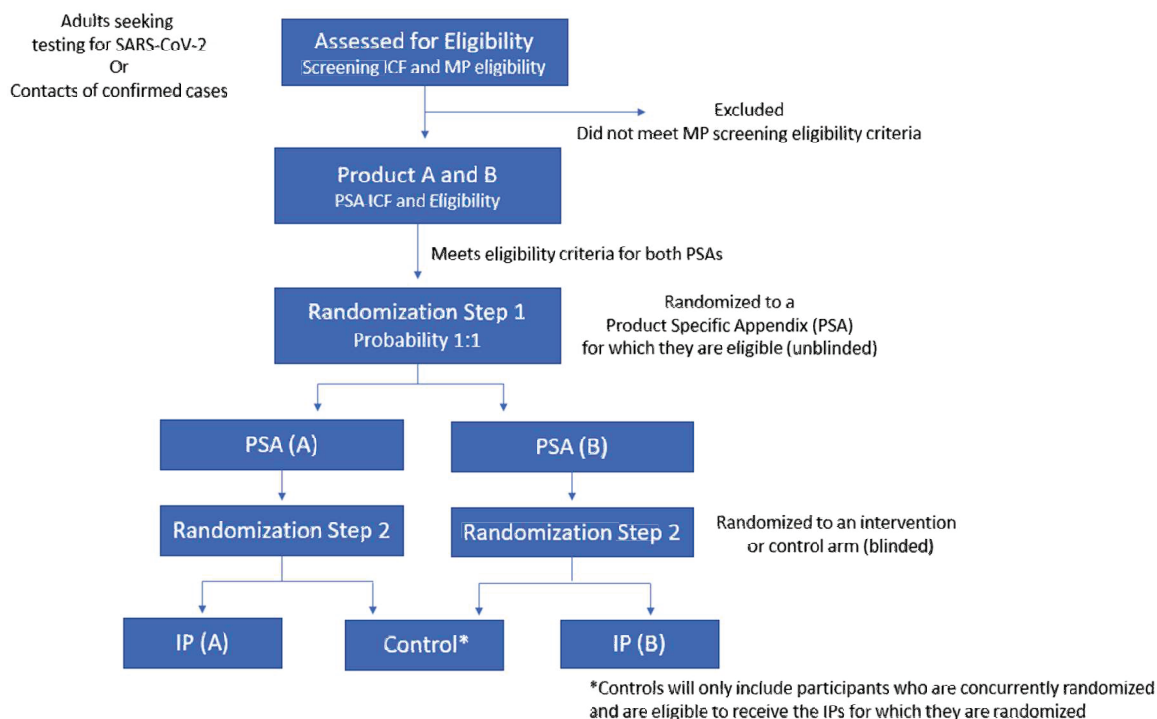 Adults seeking
testing for SARS-CoV-2
Or
Contacts of confirmed cases
Assessed for Eligibility
Screening ICF and MP eligibility
Excluded
Did not meet MP screening eligibility criteria
Product A and B
PSA ICF and Eligibility
Meets eligibility criteria for both PSAs
Randomization Step 1
Probability 1:1
Randomized to a
Product Specific Appendix (PSA)
for which they are eligible (unblinded)
PSA (A)
PSA (B)
Randomization Step 2
Randomization Step 2
Randomized to an intervention
or control arm (blinded)
IP (A)
Control*
IP (B)
*Controls will only include participants who are concurrently randomized
and are eligible to receive the IPs for which they are randomized